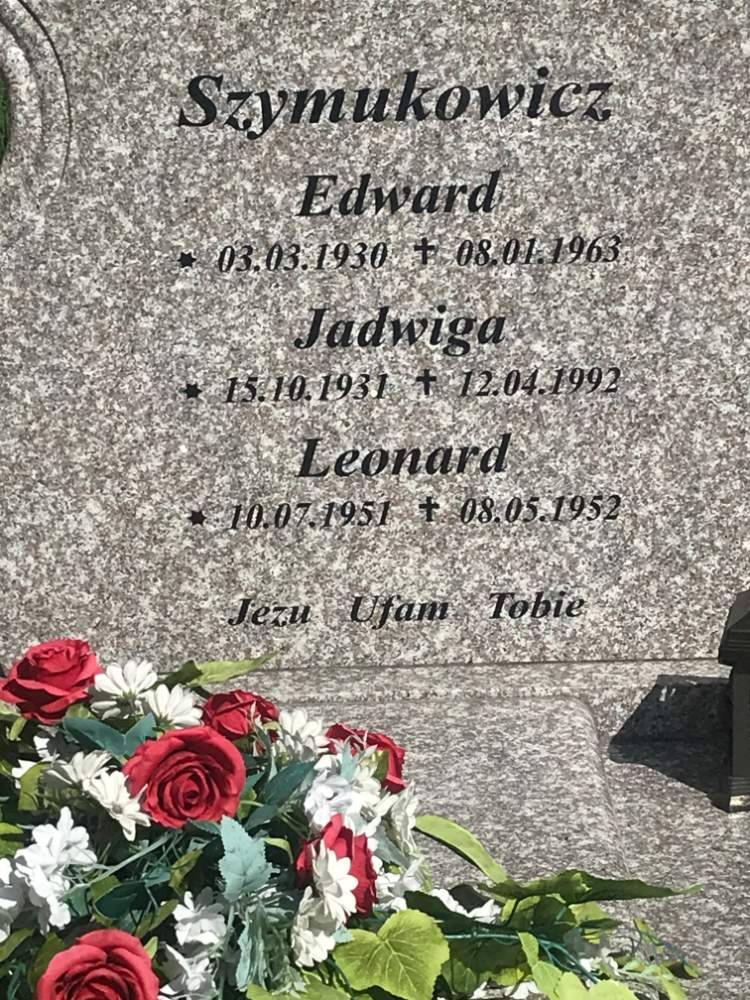 Szymukowicz
Edward
★ 03.03.1930 ✝ 08.01.1963
Jadwiga
★ 15.10.1931 ✝ 12.04.1992
Leonard
★ 10.07.1951 ✝ 08.05.1952
Jezu Ufam Tobie